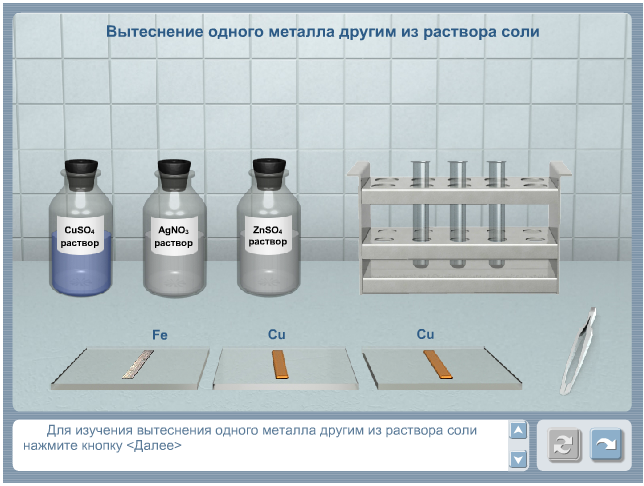 Вытеснение одного металла другим из раствора соли
CuSO₄
раствор
AgNO₃
раствор
ZnSO₄
раствор
Fe
Cu
Cu
Для изучения вытеснения одного металла другим из раствора соли
нажмите кнопку <Далее>